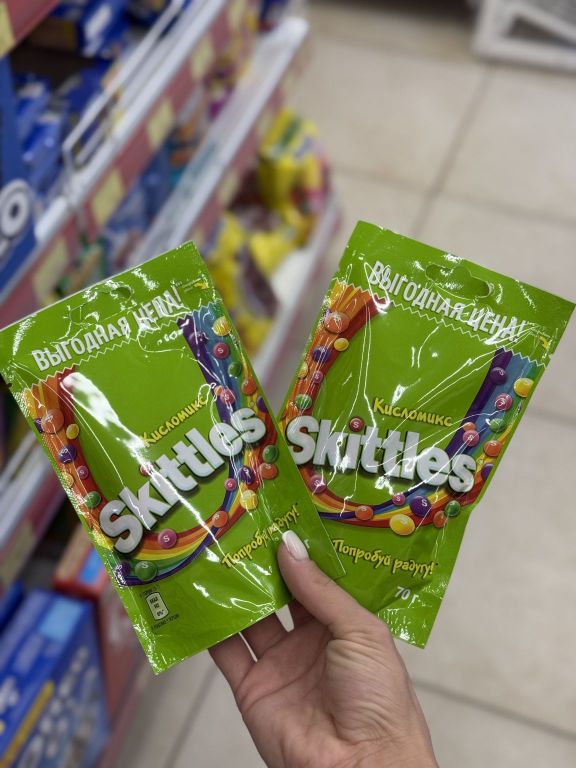 ВЫГОДНАЯ ЦЕНА!
Кисломикс
Skittles
Попробуй радугу!
ВЫГОДНАЯ ЦЕНА!
Кисломикс
Skittles
Попробуй радугу!
70 г